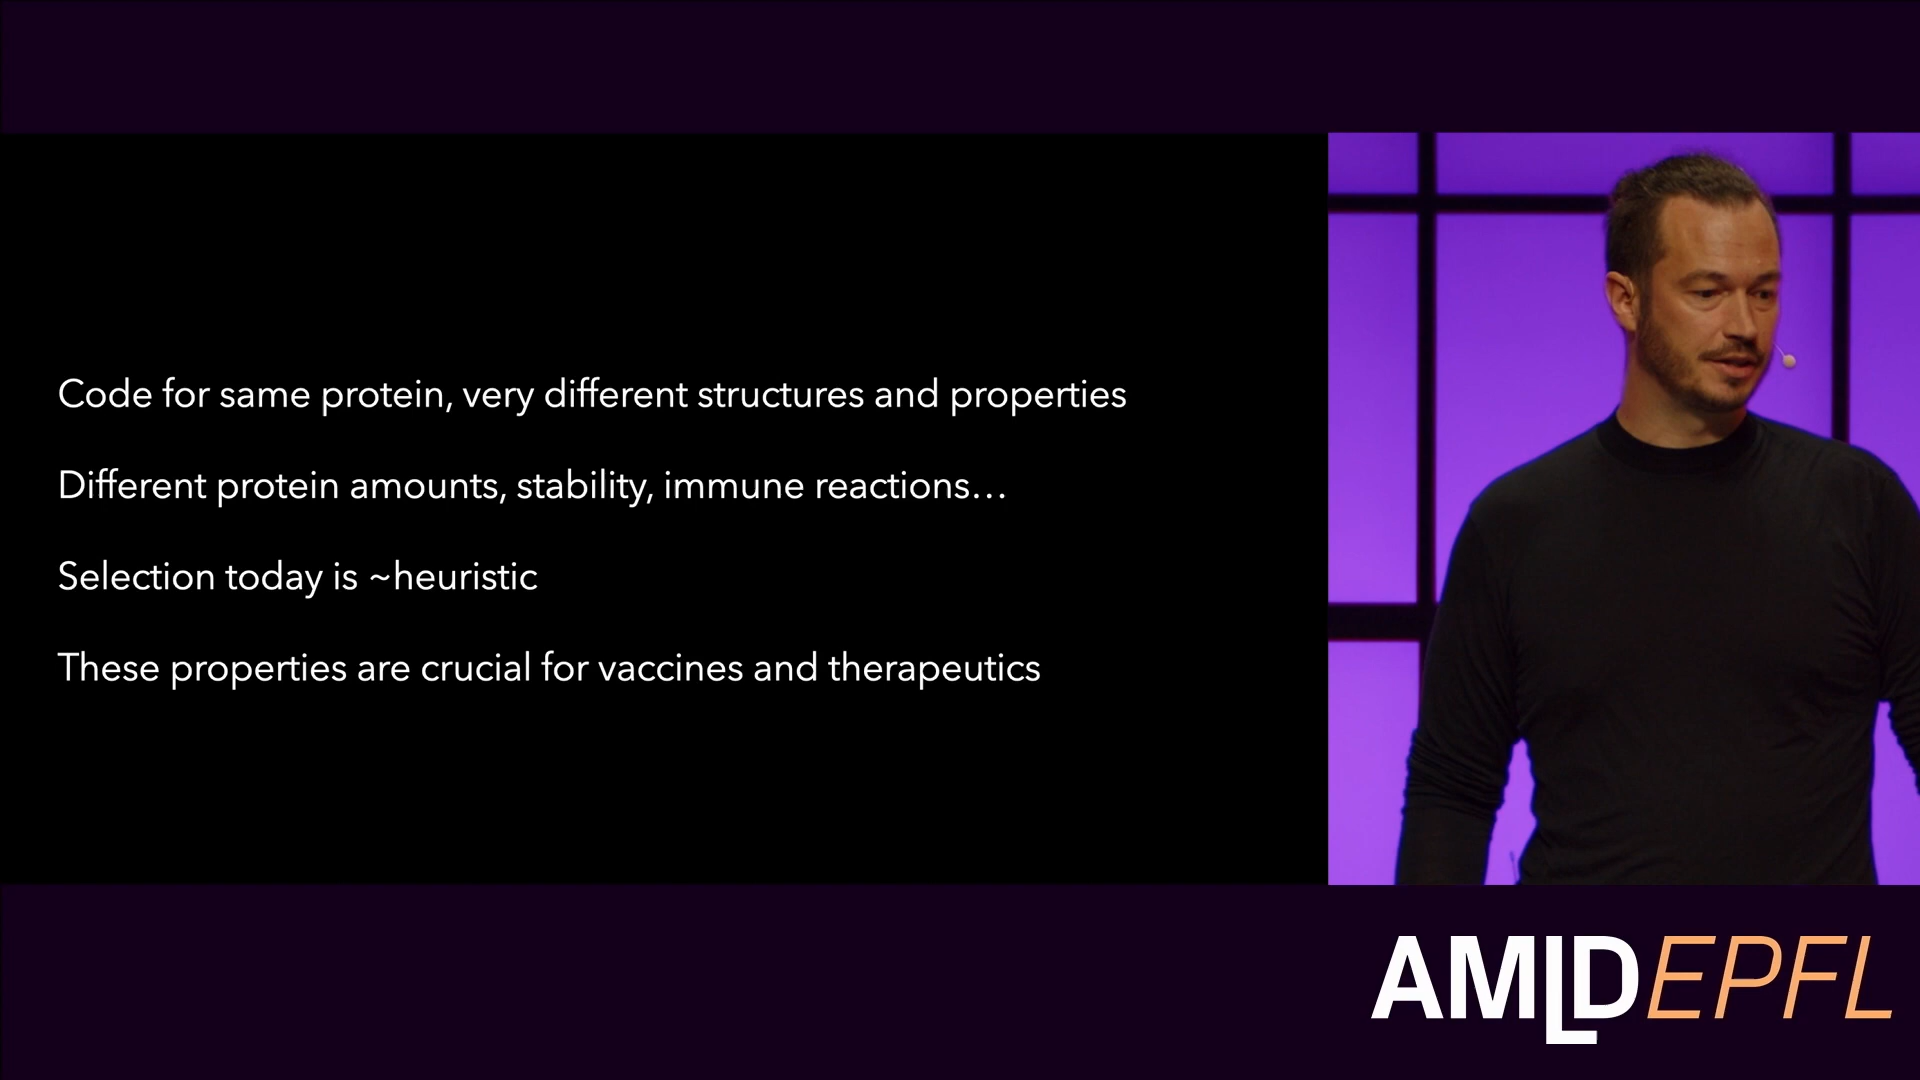 Code for same protein, very different structures and properties
Different protein amounts, stability, immune reactions…
Selection today is ~heuristic
These properties are crucial for vaccines and therapeutics
AMLD EPFL